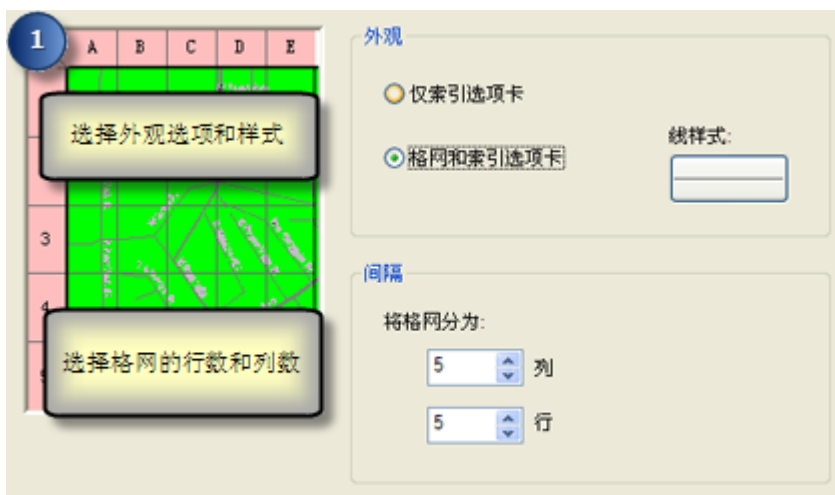 1
A B C D E
选择外观选项和样式
3
4
选择格网的行数和列数
外观
仅索引选项卡
格网和索引选项卡
线样式:
间隔
将格网分为:
5 列
5 行